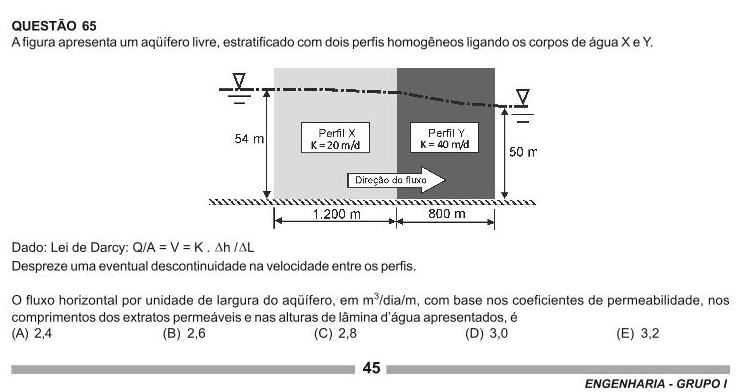 QUESTÃO 65
A figura apresenta um aqüífero livre, estratificado com dois perfis homogêneos ligando os corpos de água X e Y.
54 m
Perfil X
K = 20 m/d
Perfil Y
K = 40 m/d
50 m
Direção do fluxo
1.200 m
800 m
Dado: Lei de Darcy: Q/A = V = K . Δh /ΔL
Despreze uma eventual descontinuidade na velocidade entre os perfis.
O fluxo horizontal por unidade de largura do aqüífero, em m³/dia/m, com base nos coeficientes de permeabilidade, nos
comprimentos dos extratos permeáveis e nas alturas de lâmina d'água apresentados, é
(A) 2,4 (B) 2,6 (C) 2,8 (D) 3,0 (E) 3,2
45
ENGENHARIA - GRUPO I